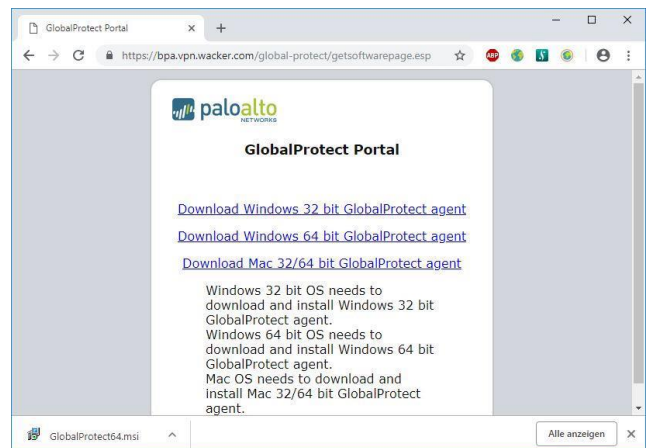 GlobalProtect Portal
https://bpa.vpn.wacker.com/global-protect/getsoftwarepage.esp
ABP
S
paloalto
NETWORKS
GlobalProtect Portal
Download Windows 32 bit GlobalProtect agent
Download Windows 64 bit GlobalProtect agent
Download Mac 32/64 bit GlobalProtect agent
Windows 32 bit OS needs to
download and install Windows 32 bit
GlobalProtect agent.
Windows 64 bit OS needs to
download and install Windows 64 bit
GlobalProtect agent.
Mac OS needs to download and
install Mac 32/64 bit GlobalProtect
agent.
GlobalProtect64.msi
Alle anzeigen